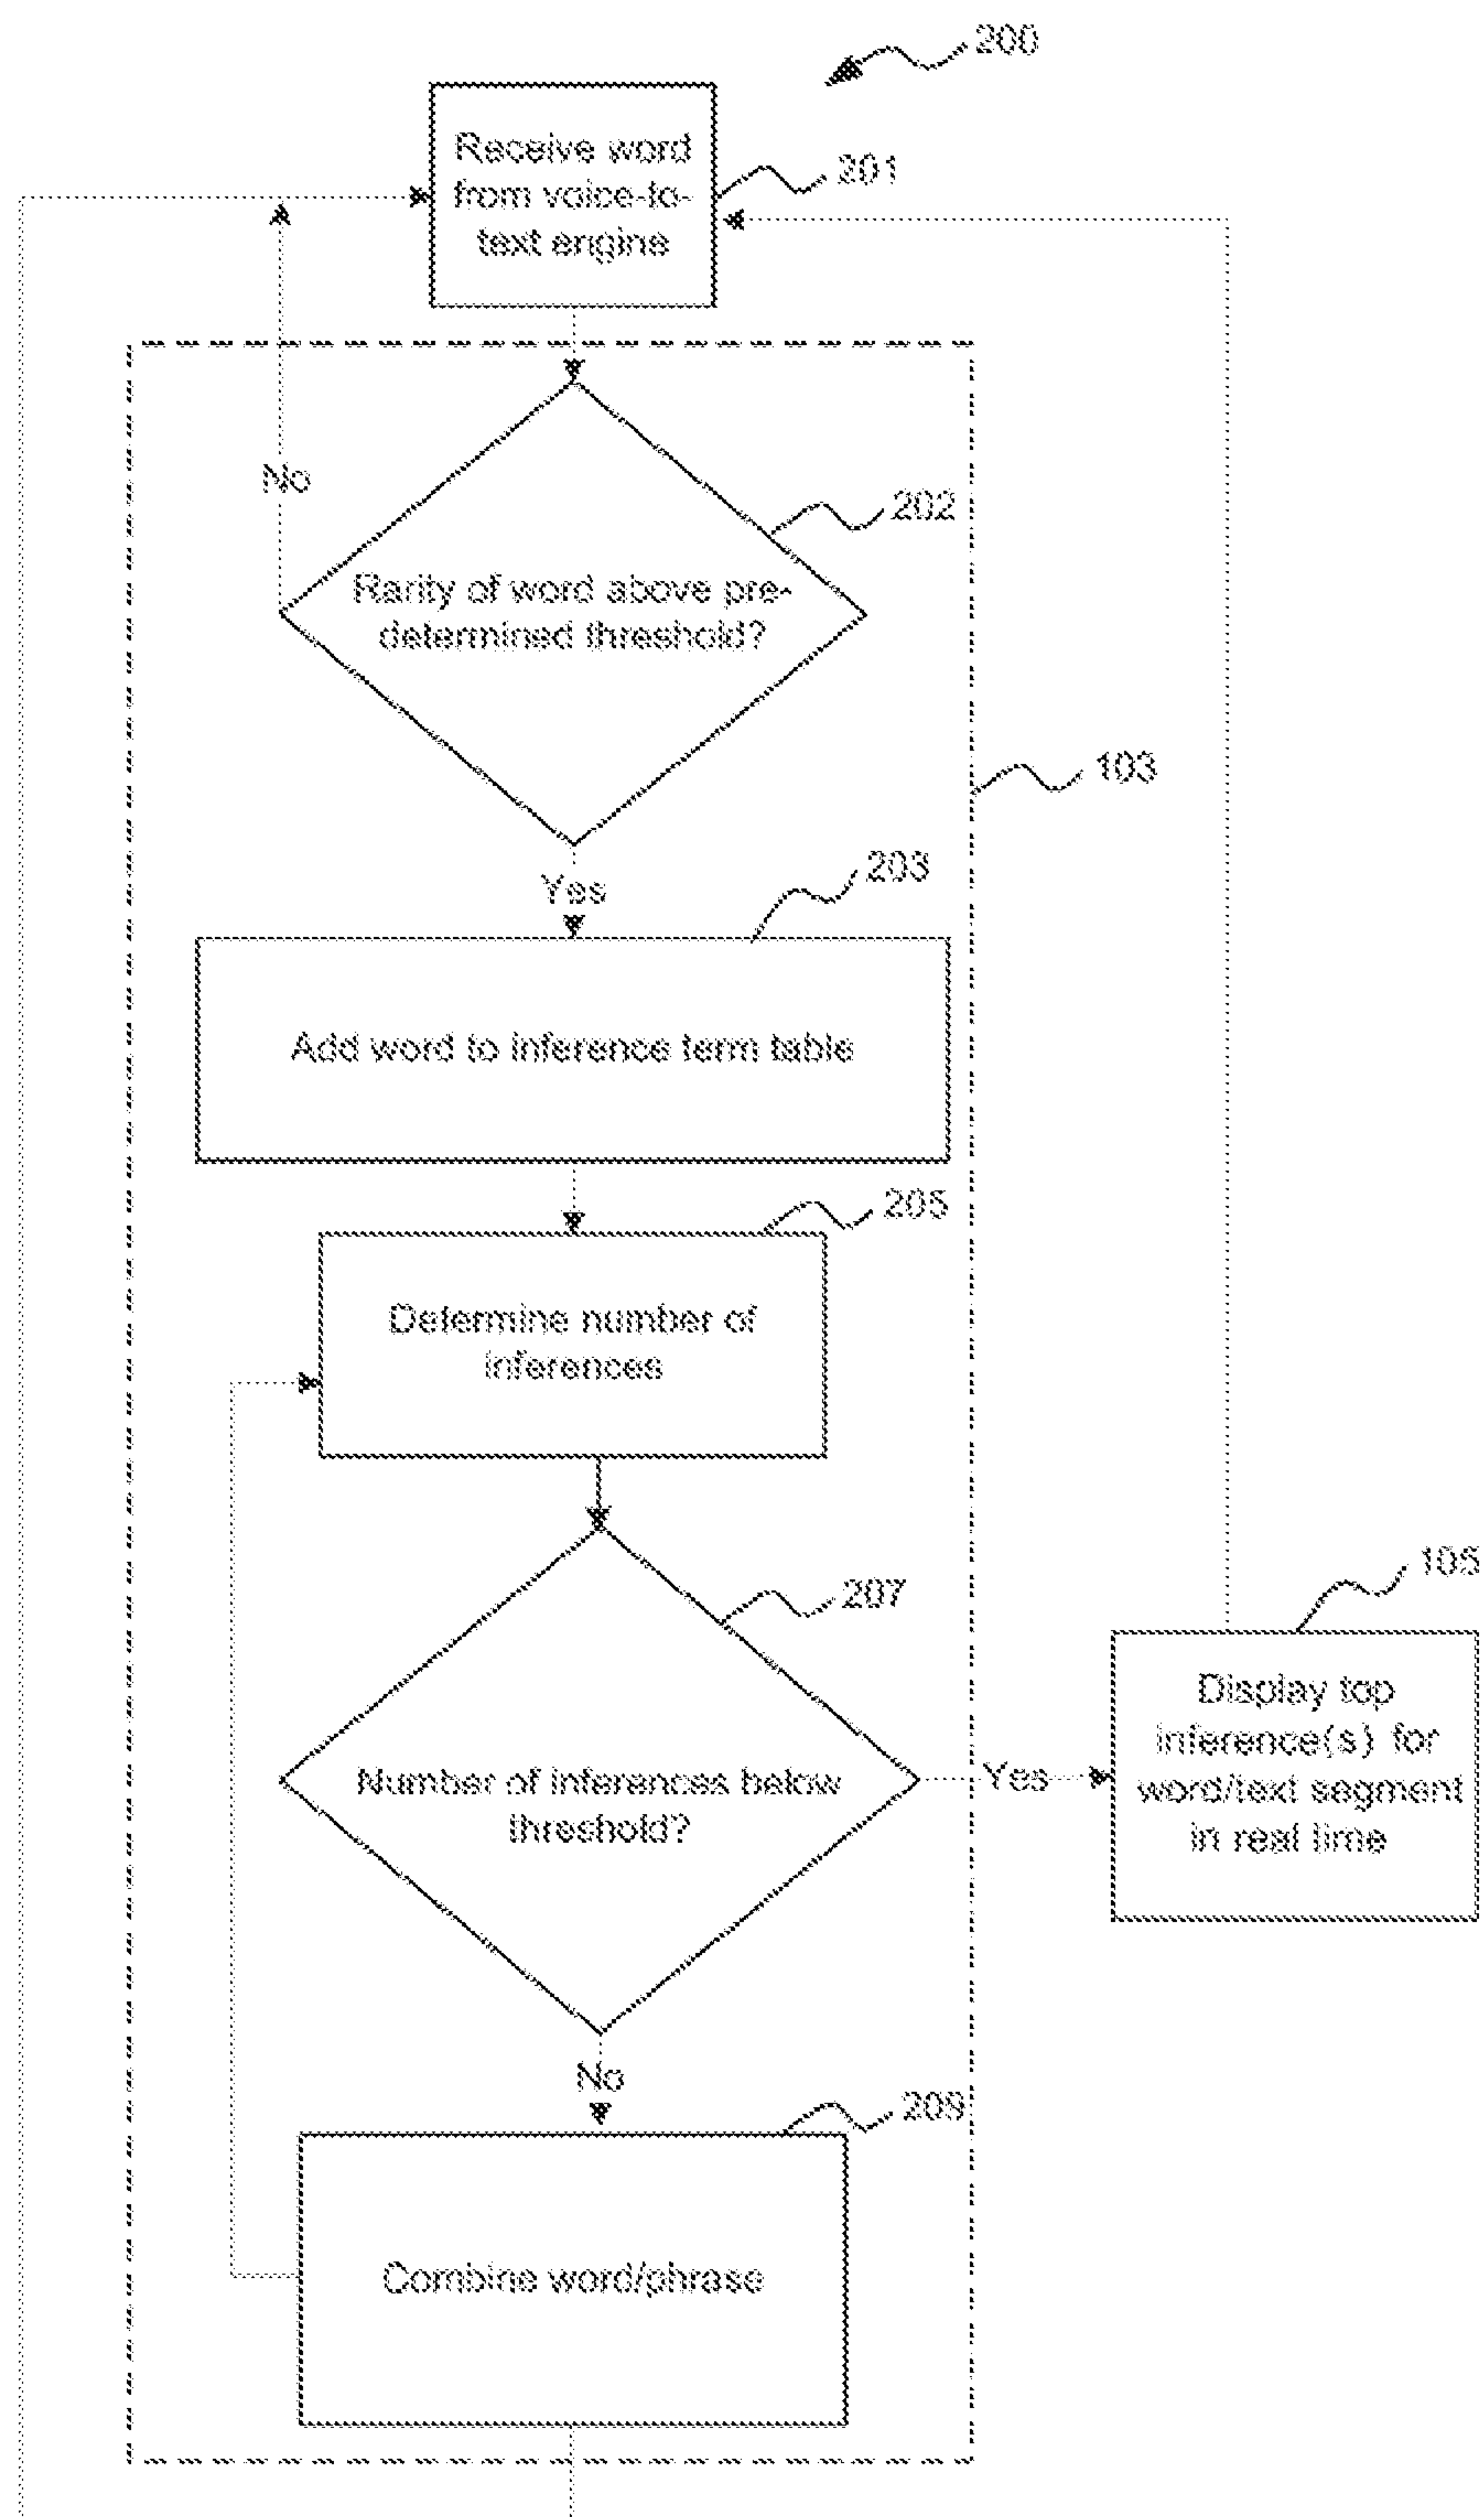 200
Receive word
from voice-to-
text engine
201
No
202
Rarity of word above pre-
determined threshold?
103
Yes
203
Add word to inference term table
205
Determine number of
inferences
207
105
Number of inferences below
threshold?
Yes
Display top
inference(s) for
word/text segment
in real time
No
209
Combine word/phrase